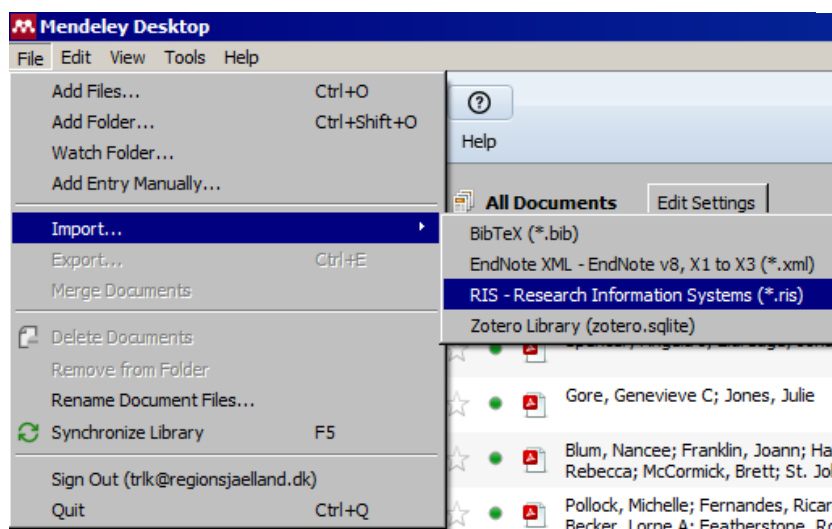 Mendeley Desktop
File Edit View Tools Help
Add Files... Ctrl+O
Add Folder... Ctrl+Shift+O
Watch Folder...
Add Entry Manually...
Import...
Export... Ctrl+E
Merge Documents
Delete Documents
Remove from Folder
Rename Document Files...
Synchronize Library F5
Sign Out (trlk@regionsjaelland.dk)
Quit Ctrl+Q
Help
All Documents Edit Settings
BibTeX (*.bib)
EndNote XML - EndNote v8, X1 to X3 (*.xml)
RIS - Research Information Systems (*.ris)
Zotero Library (zotero.sqlite)
Gore, Genevieve C; Jones, Julie
Blum, Nancee; Franklin, Joann; Ha
Rebecca; McCormick, Brett; St. Jo
Pollock, Michelle; Fernandes, Ricar
Becker, Lorne A; Featherstone, Ro